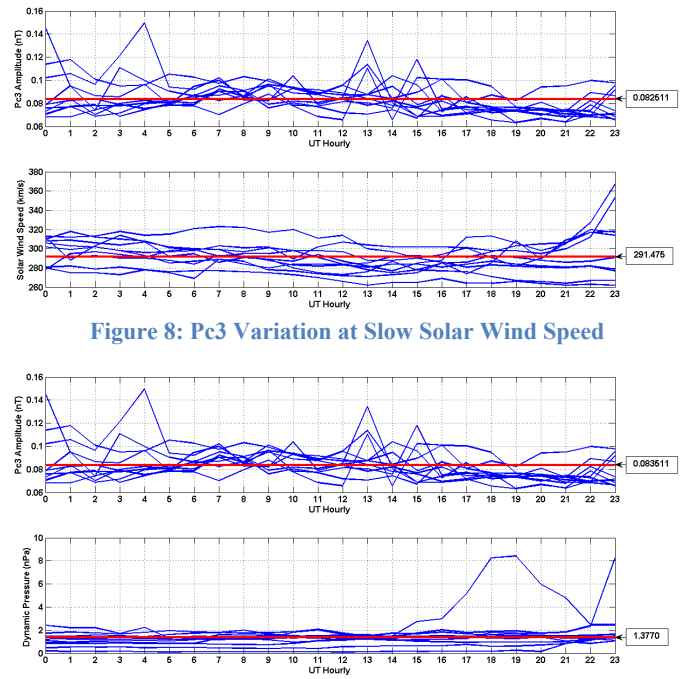 0.16
0.14
0.12
0.1
0.08
0.06
Pc3 Amplitude (nT)
0 1 2 3 4 5 6 7 8 9 10 11 12 13 14 15 16 17 18 19 20 21 22 23
UT Hourly
0.082511
380
360
340
320
300
280
260
Solar Wind Speed (km/s)
0 1 2 3 4 5 6 7 8 9 10 11 12 13 14 15 16 17 18 19 20 21 22 23
UT Hourly
291.475
Figure 8: Pc3 Variation at Slow Solar Wind Speed
0.16
0.14
0.12
0.1
0.08
0.06
Pc3 Amplitude (nT)
0 1 2 3 4 5 6 7 8 9 10 11 12 13 14 15 16 17 18 19 20 21 22 23
UT Hourly
0.083511
10
8
6
4
2
0
Dynamic Pressure (nPa)
0 1 2 3 4 5 6 7 8 9 10 11 12 13 14 15 16 17 18 19 20 21 22 23
UT Hourly
1.3770